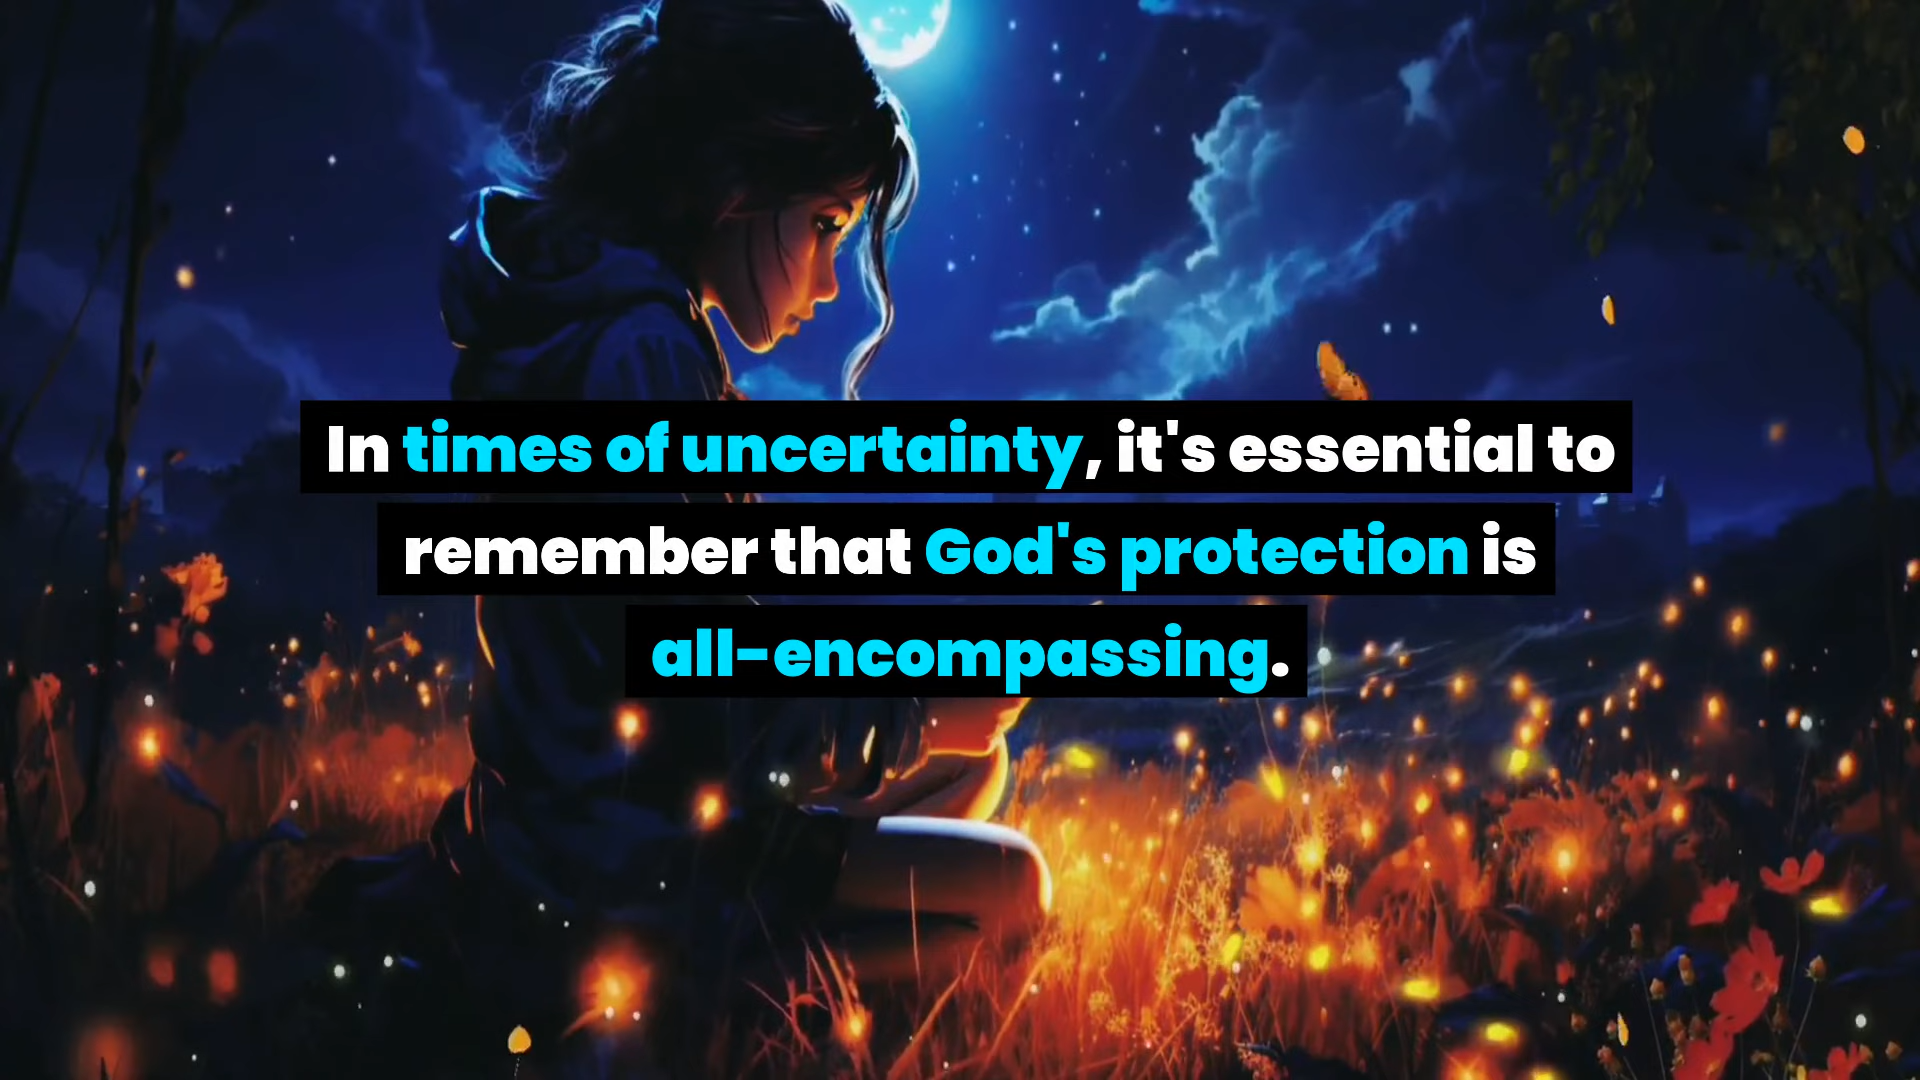 In times of uncertainty, it's essential to
remember that God's protection is
all-encompassing.